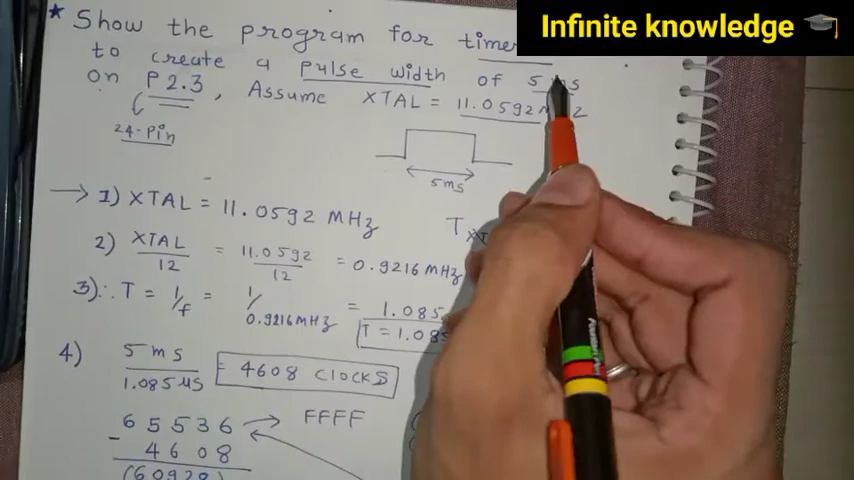 Infinite knowledge 🎓
* Show the program for timer
to create a pulse width of 5 ms
on P2.3, Assume XTAL = 11.0592 MHz
24-pin
5ms
→ 1) XTAL = 11.0592 MHz
2) XTAL/12 = 11.0592/12 = 0.9216 MHz
3) ∴ T = 1/f = 1/0.9216MHz = 1.085
T = 1.085
4) 5 ms/1.085 μs = 4608 CLOCKS
65536 → FFFF
- 4608
(60928)